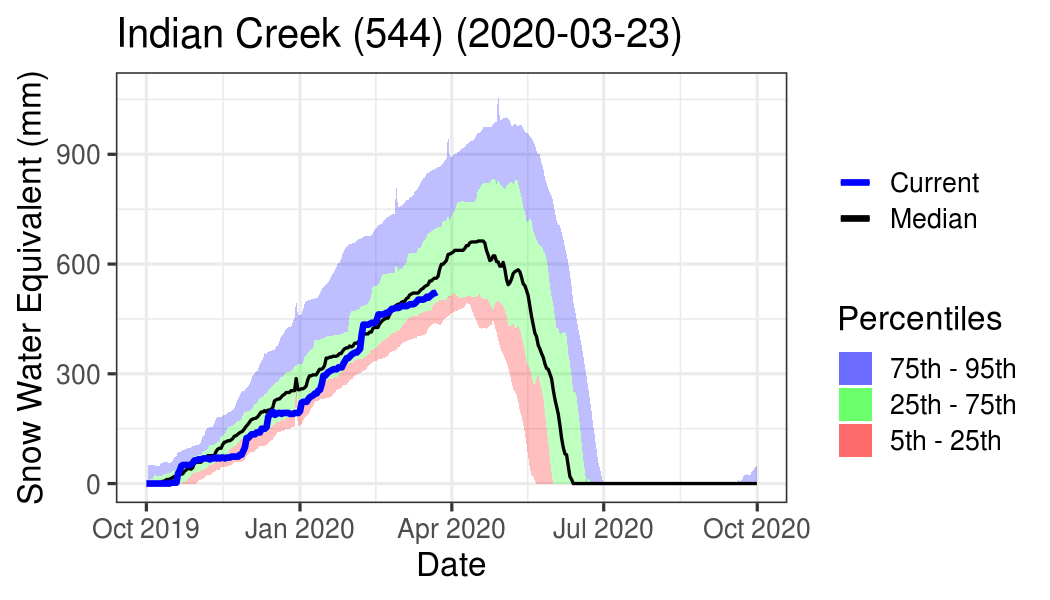 Indian Creek (544) (2020-03-23)
Snow Water Equivalent (mm)
900
600
300
0
Oct 2019
Jan 2020
Apr 2020
Jul 2020
Oct 2020
Date
Current
Median
Percentiles
75th - 95th
25th - 75th
5th - 25th